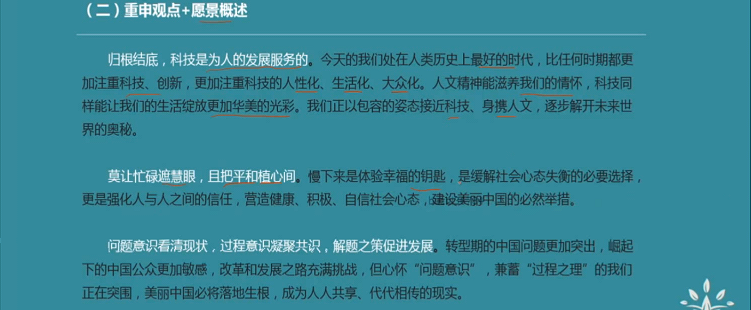 （二）重申观点+愿景概述
归根结底，科技是为人的发展服务的。今天的我们处在人类历史上最好的时代，比任何时期都更
加注重科技、创新，更加注重科技的人性化、生活化、大众化。人文精神能滋养我们的情怀，科技同
样能让我们的生活绽放更加华美的光彩。我们正以包容的姿态接近科技、身携人文，逐步解开未来世
界的奥秘。
莫让忙碌遮慧眼，且把平和植心间。慢下来是体验幸福的钥匙，是缓解社会心态失衡的必要选择，
更是强化人与人之间的信任，营造健康、积极、自信社会心态，建设美丽中国的必然举措。
问题意识看清现状，过程意识凝聚共识，解题之策促进发展。转型期的中国问题更加突出，崛起
下的中国公众更加敏感，改革和发展之路充满挑战，但心怀“问题意识”，兼蓄“过程之理”的我们
正在突围，美丽中国必将落地生根，成为人人共享、代代相传的现实。